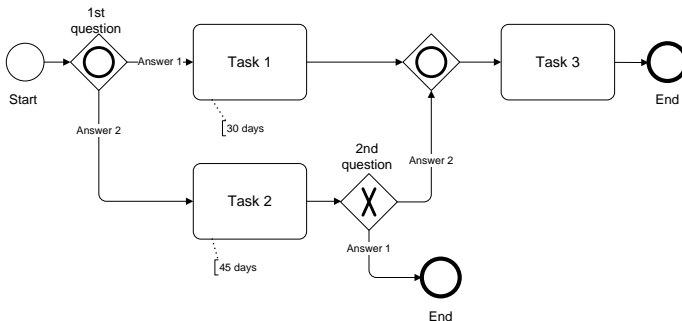 1st
question
Answer 1
Task 1
Task 3
Start
End
30 days
Answer 2
2nd
question
Answer 2
Task 2
Answer 1
45 days
End